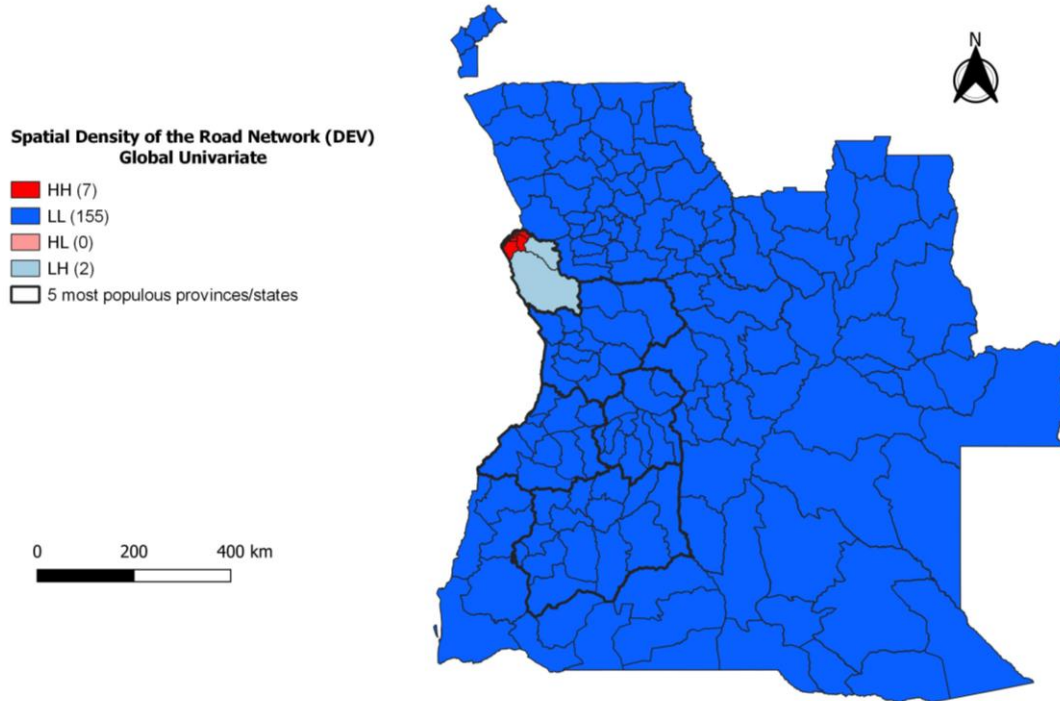 N
Spatial Density of the Road Network (DEV)
Global Univariate
HH (7)
LL (155)
HL (0)
LH (2)
5 most populous provinces/states
0 200 400 km